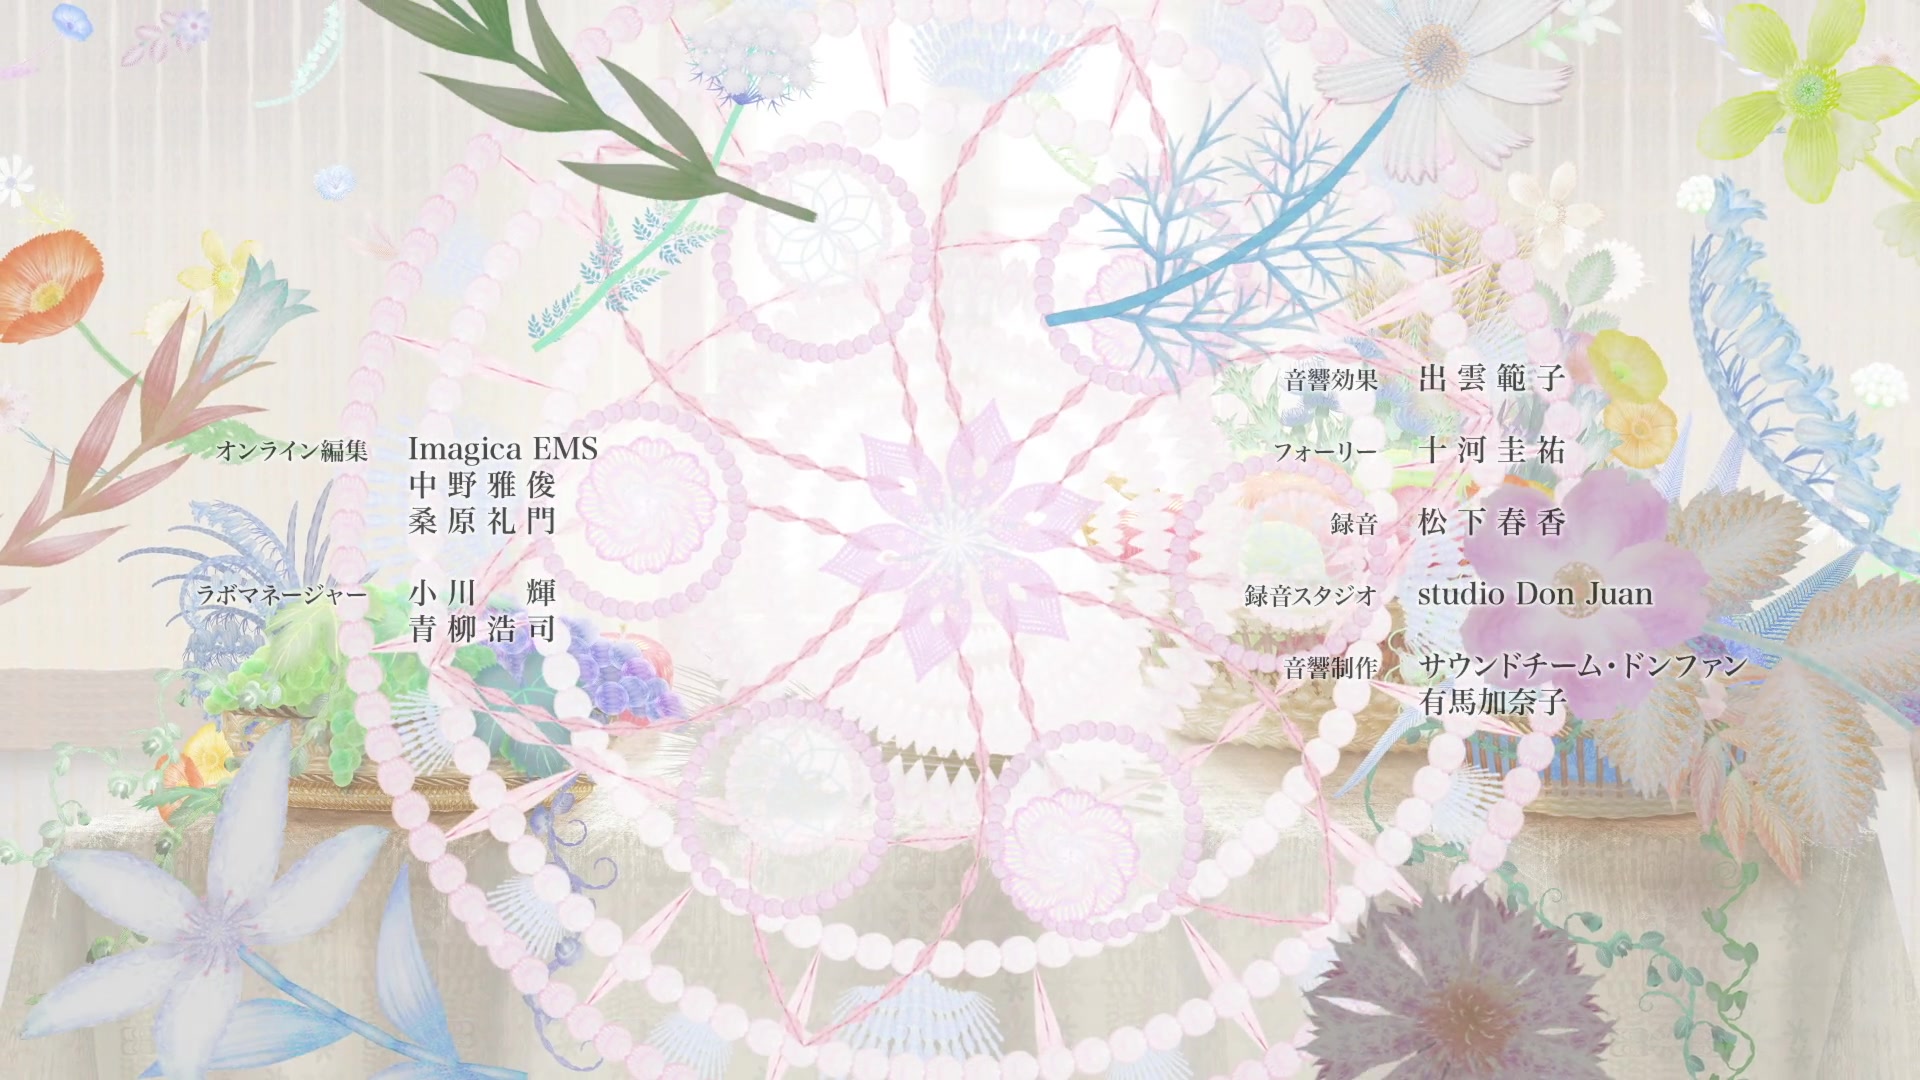 オンライン編集 Imagica EMS
中野雅俊
桑原礼門
ラボマネージャー 小川　輝
青柳浩司
音響効果 出雲範子
フォーリー 十河圭祐
録音 松下春香
録音スタジオ studio Don Juan
音響制作 サウンドチーム・ドンファン
有馬加奈子